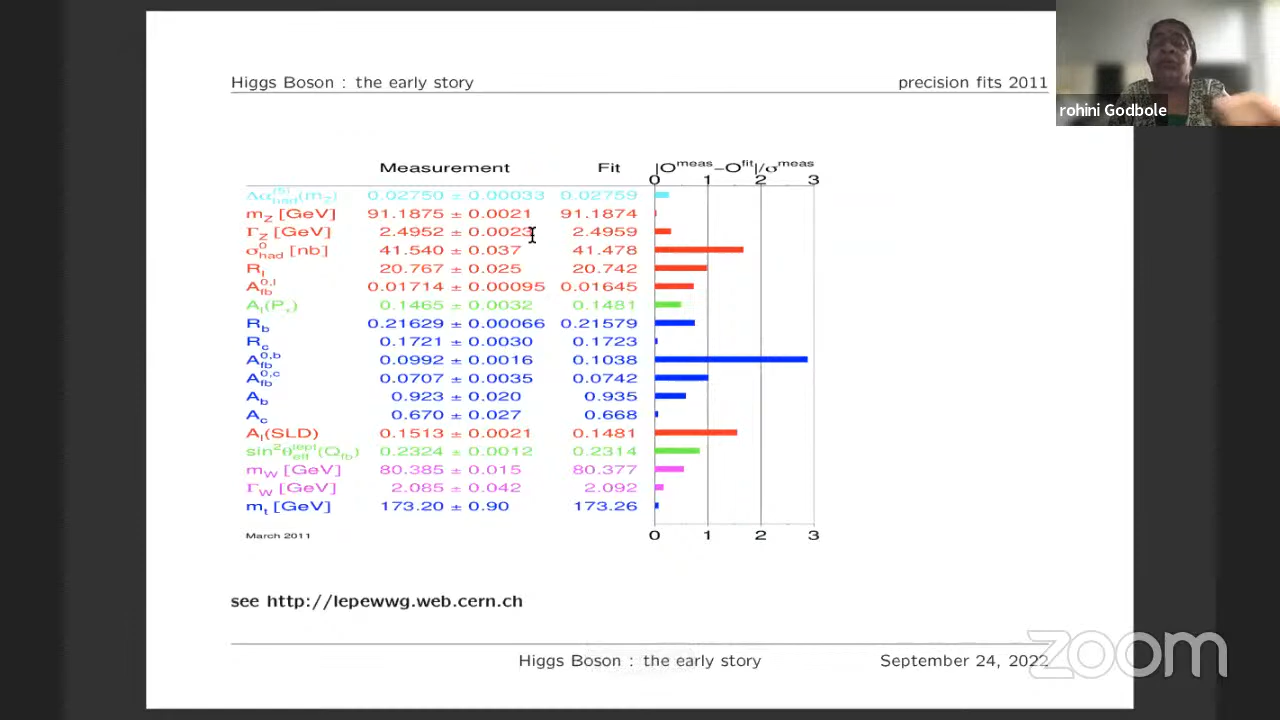 Higgs Boson : the early story precision fits 2011
rohini Godbole
Measurement Fit |O^meas−O^fit|/σ^meas
0 1 2 3
Δα^(5)_had(m_Z) 0.02750 ± 0.00033 0.02759
m_Z [GeV] 91.1875 ± 0.0021 91.1874
Γ_Z [GeV] 2.4952 ± 0.0023 2.4959
σ^0_had [nb] 41.540 ± 0.037 41.478
R_l 20.767 ± 0.025 20.742
A^0,l_fb 0.01714 ± 0.00095 0.01645
A_l(P_τ) 0.1465 ± 0.0032 0.1481
R_b 0.21629 ± 0.00066 0.21579
R_c 0.1721 ± 0.0030 0.1723
A^0,b_fb 0.0992 ± 0.0016 0.1038
A^0,c_fb 0.0707 ± 0.0035 0.0742
A_b 0.923 ± 0.020 0.935
A_c 0.670 ± 0.027 0.668
A_l(SLD) 0.1513 ± 0.0021 0.1481
sin²θ^lept_eff(Q_fb) 0.2324 ± 0.0012 0.2314
m_W [GeV] 80.385 ± 0.015 80.377
Γ_W [GeV] 2.085 ± 0.042 2.092
m_t [GeV] 173.20 ± 0.90 173.26
0 1 2 3
March 2011
see http://lepewwg.web.cern.ch
Higgs Boson : the early story September 24, 2022
zoom